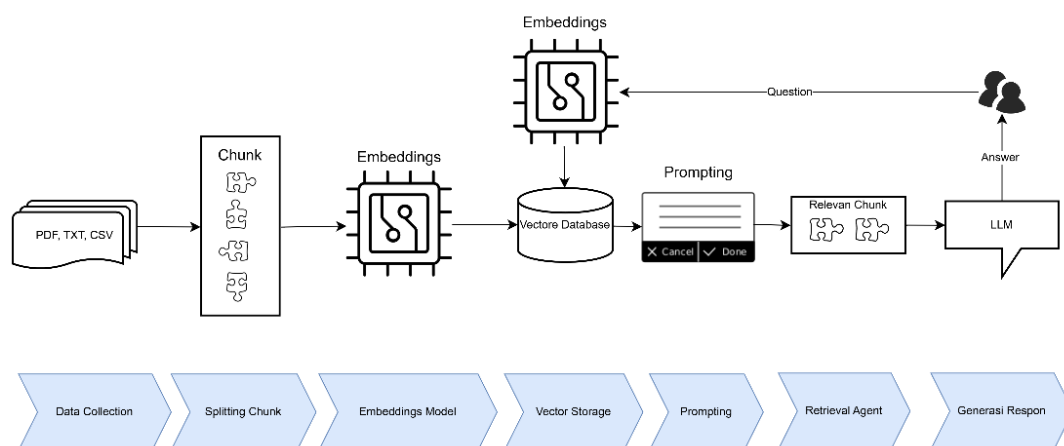 Embeddings
Question
Chunk
Embeddings
Prompting
Answer
PDF, TXT, CSV
Vectore Database
Cancel
Done
Relevan Chunk
LLM
Data Collection
Splitting Chunk
Embeddings Model
Vector Storage
Prompting
Retrieval Agent
Generasi Respon